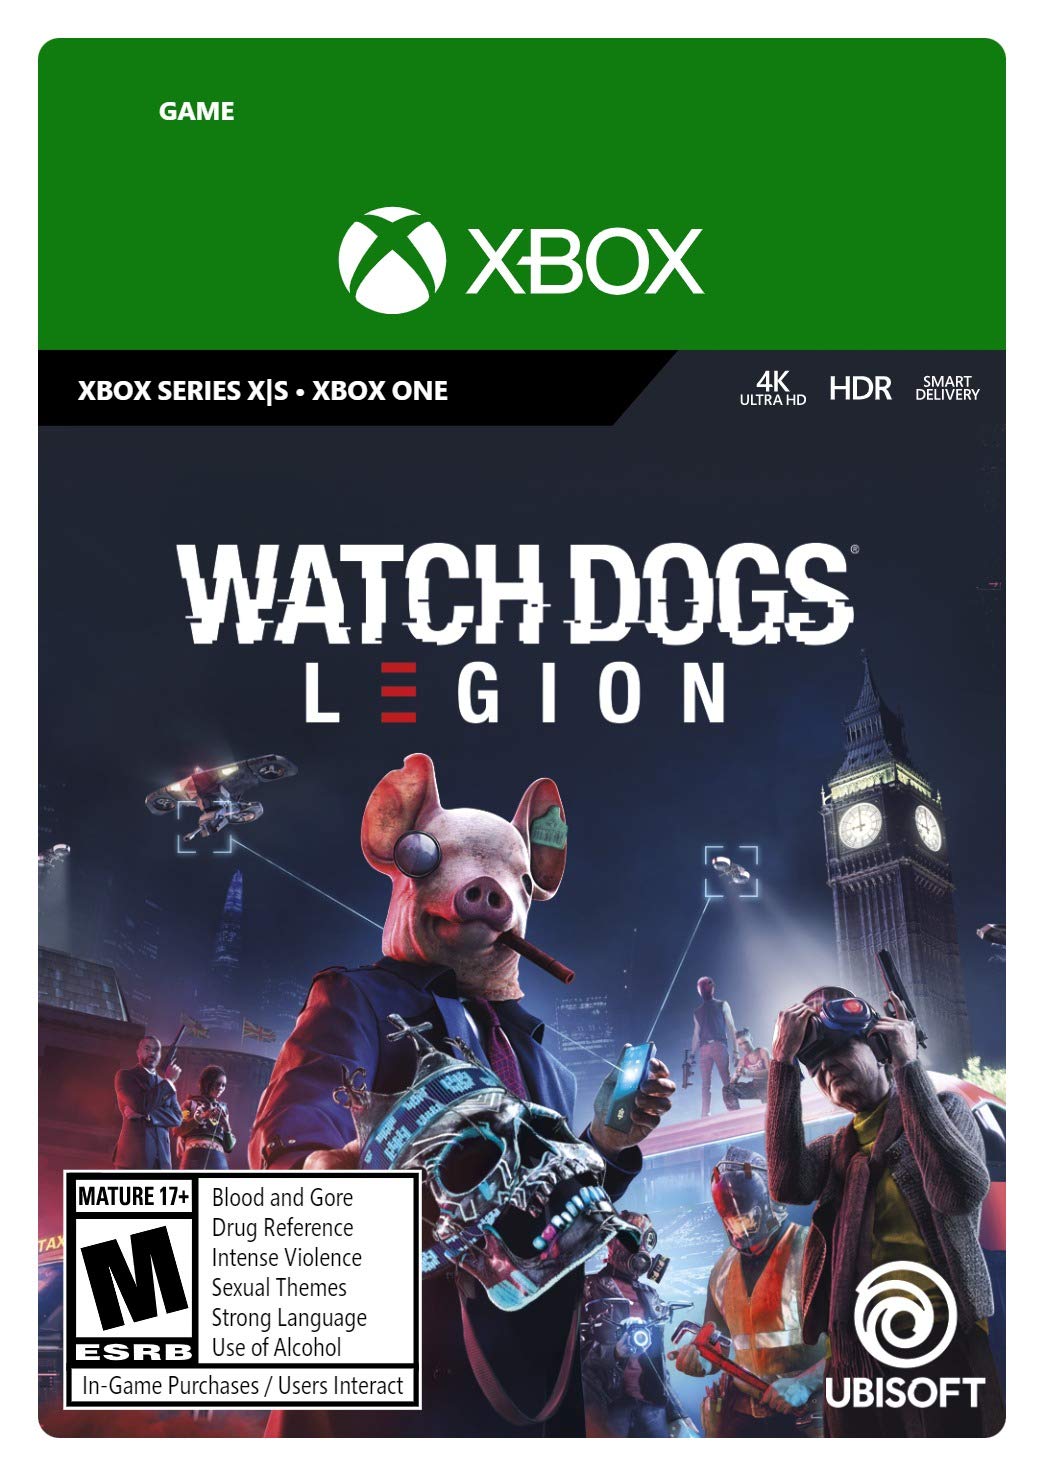 GAME
XBOX
XBOX SERIES X|S • XBOX ONE
4K
ULTRA HD
HDR
SMART
DELIVERY
WATCH DOGS®
LEGION
TAXI
MATURE 17+
M
ESRB
Blood and Gore
Drug Reference
Intense Violence
Sexual Themes
Strong Language
Use of Alcohol
In-Game Purchases / Users Interact
UBISOFT